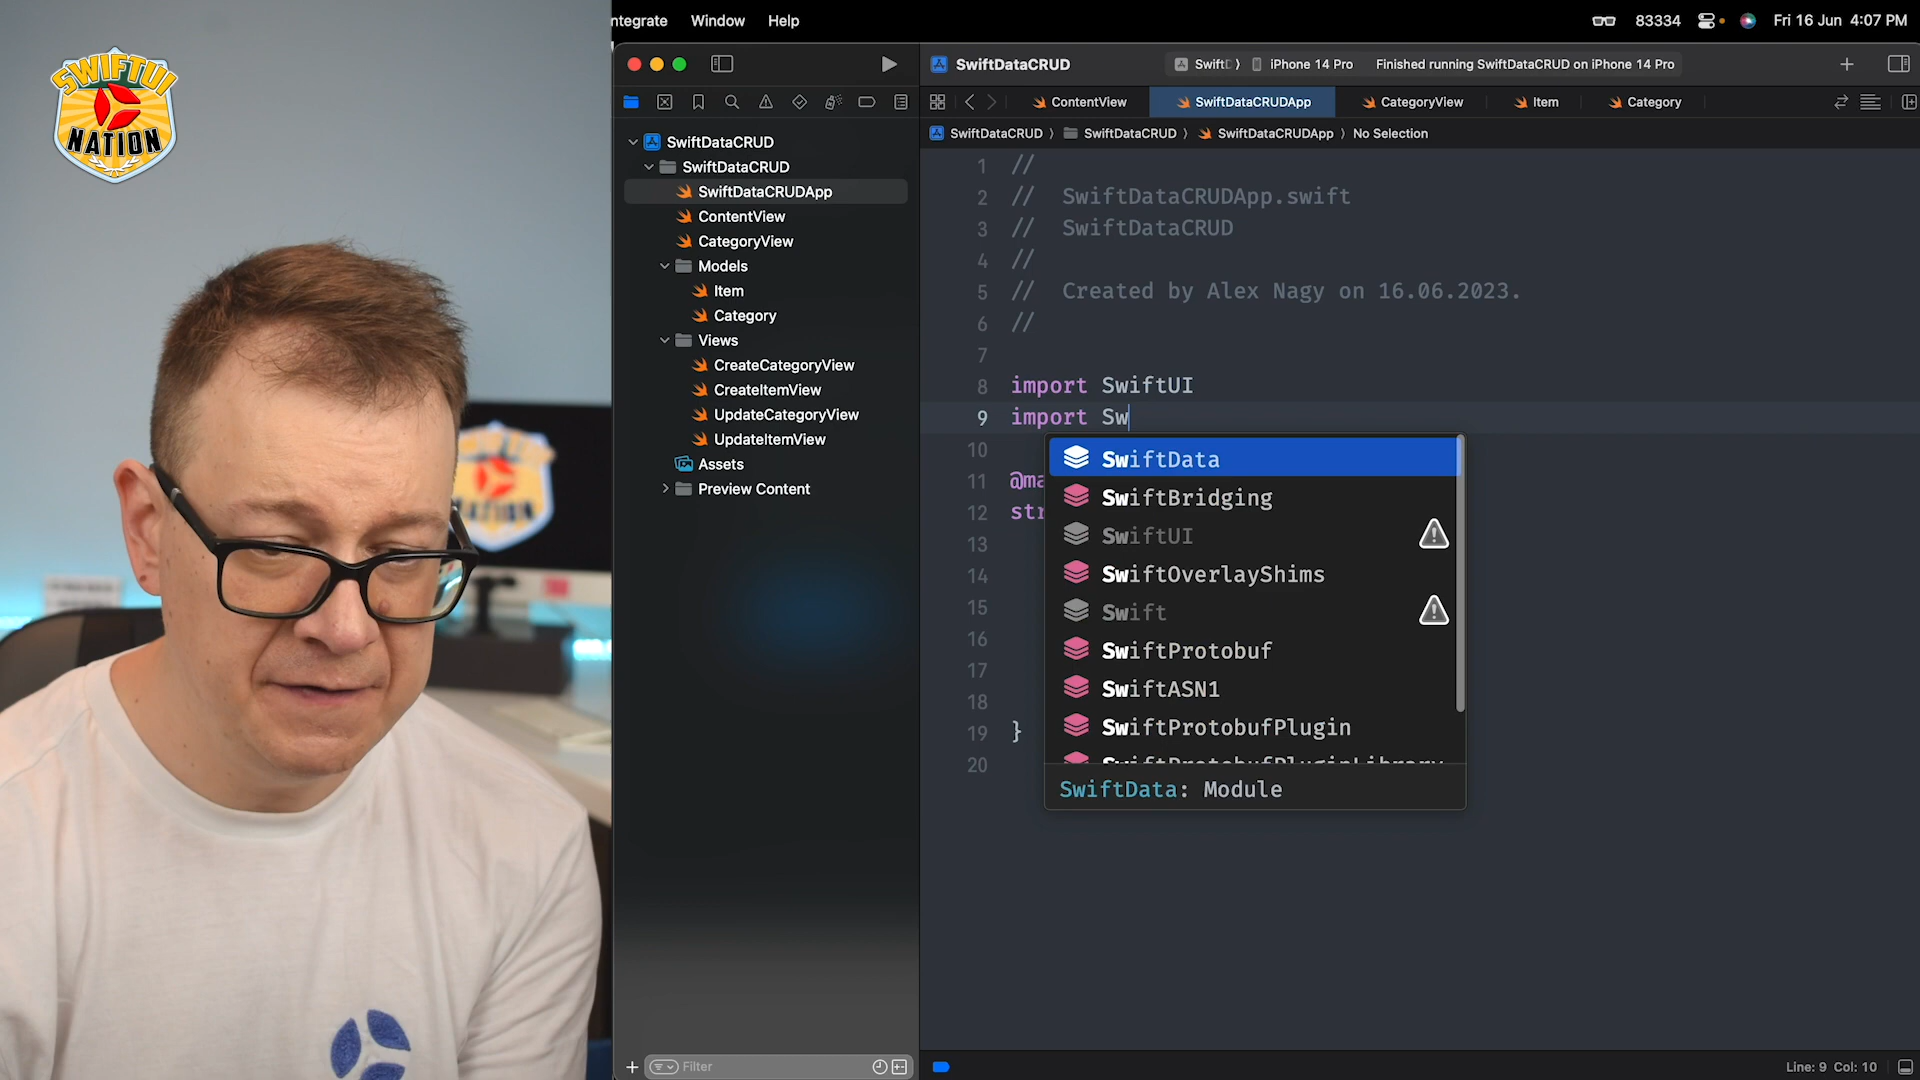 SWIFTUI
NATION
ntegrate Window Help
83334 Fri 16 Jun 4:07 PM
SwiftDataCRUD
SwiftD iPhone 14 Pro Finished running SwiftDataCRUD on iPhone 14 Pro
ContentView SwiftDataCRUDApp CategoryView Item Category
SwiftDataCRUD SwiftDataCRUD SwiftDataCRUDApp No Selection
SwiftDataCRUD
SwiftDataCRUD
SwiftDataCRUDApp
ContentView
CategoryView
Models
Item
Category
Views
CreateCategoryView
CreateItemView
UpdateCategoryView
UpdateItemView
Assets
Preview Content
Filter
1 //
2 // SwiftDataCRUDApp.swift
3 // SwiftDataCRUD
4 //
5 // Created by Alex Nagy on 16.06.2023.
6 //
7
8 import SwiftUI
9 import Sw
10
11 @ma
12 str
13
14
15
16
17
18
19 }
20
SwiftData
SwiftBridging
SwiftUI
SwiftOverlayShims
Swift
SwiftProtobuf
SwiftASN1
SwiftProtobufPlugin
SwiftProtobufPluginLibrary
SwiftData: Module
Line: 9 Col: 10
NATION